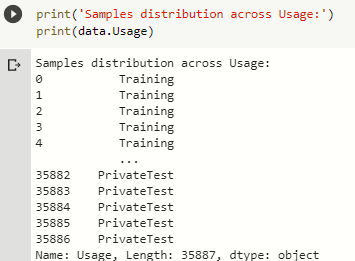 print('Samples distribution across Usage:')
print(data.Usage)
Samples distribution across Usage:
0           Training
1           Training
2           Training
3           Training
4           Training
            ...
35882    PrivateTest
35883    PrivateTest
35884    PrivateTest
35885    PrivateTest
35886    PrivateTest
Name: Usage, Length: 35887, dtype: object